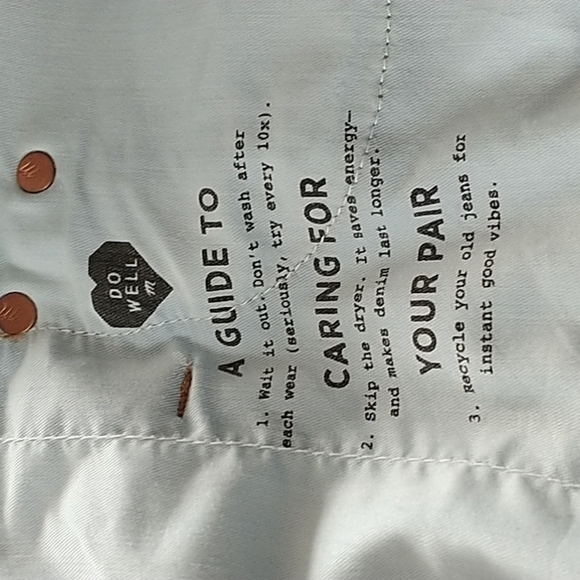 DO
WELL
m
A GUIDE TO
1. Wait it out. Don't wash after
each wear (seriously, try every 10x).
CARING FOR
2. Skip the dryer. It saves energy—
and makes denim last longer.
YOUR PAIR
3. Recycle your old jeans for
instant good vibes.